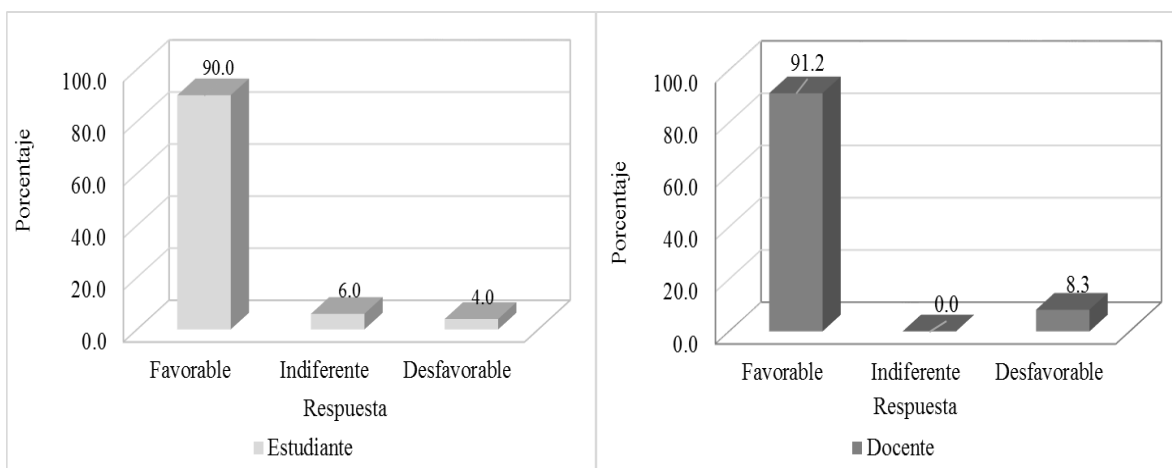 100.0
80.0
60.0
40.0
20.0
0.0
Porcentaje
90.0
6.0
4.0
Favorable
Indiferente
Desfavorable
Respuesta
Estudiante
100.0
80.0
60.0
40.0
20.0
0.0
Porcentaje
91.2
0.0
8.3
Favorable
Indiferente
Desfavorable
Respuesta
Docente